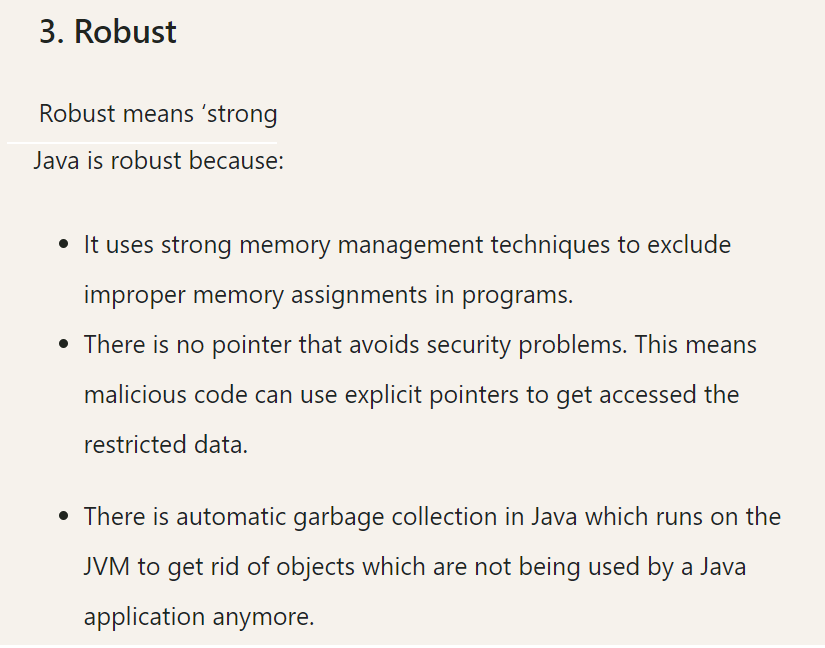 3. Robust
Robust means ‘strong
Java is robust because:
• It uses strong memory management techniques to exclude
improper memory assignments in programs.
• There is no pointer that avoids security problems. This means
malicious code can use explicit pointers to get accessed the
restricted data.
• There is automatic garbage collection in Java which runs on the
JVM to get rid of objects which are not being used by a Java
application anymore.